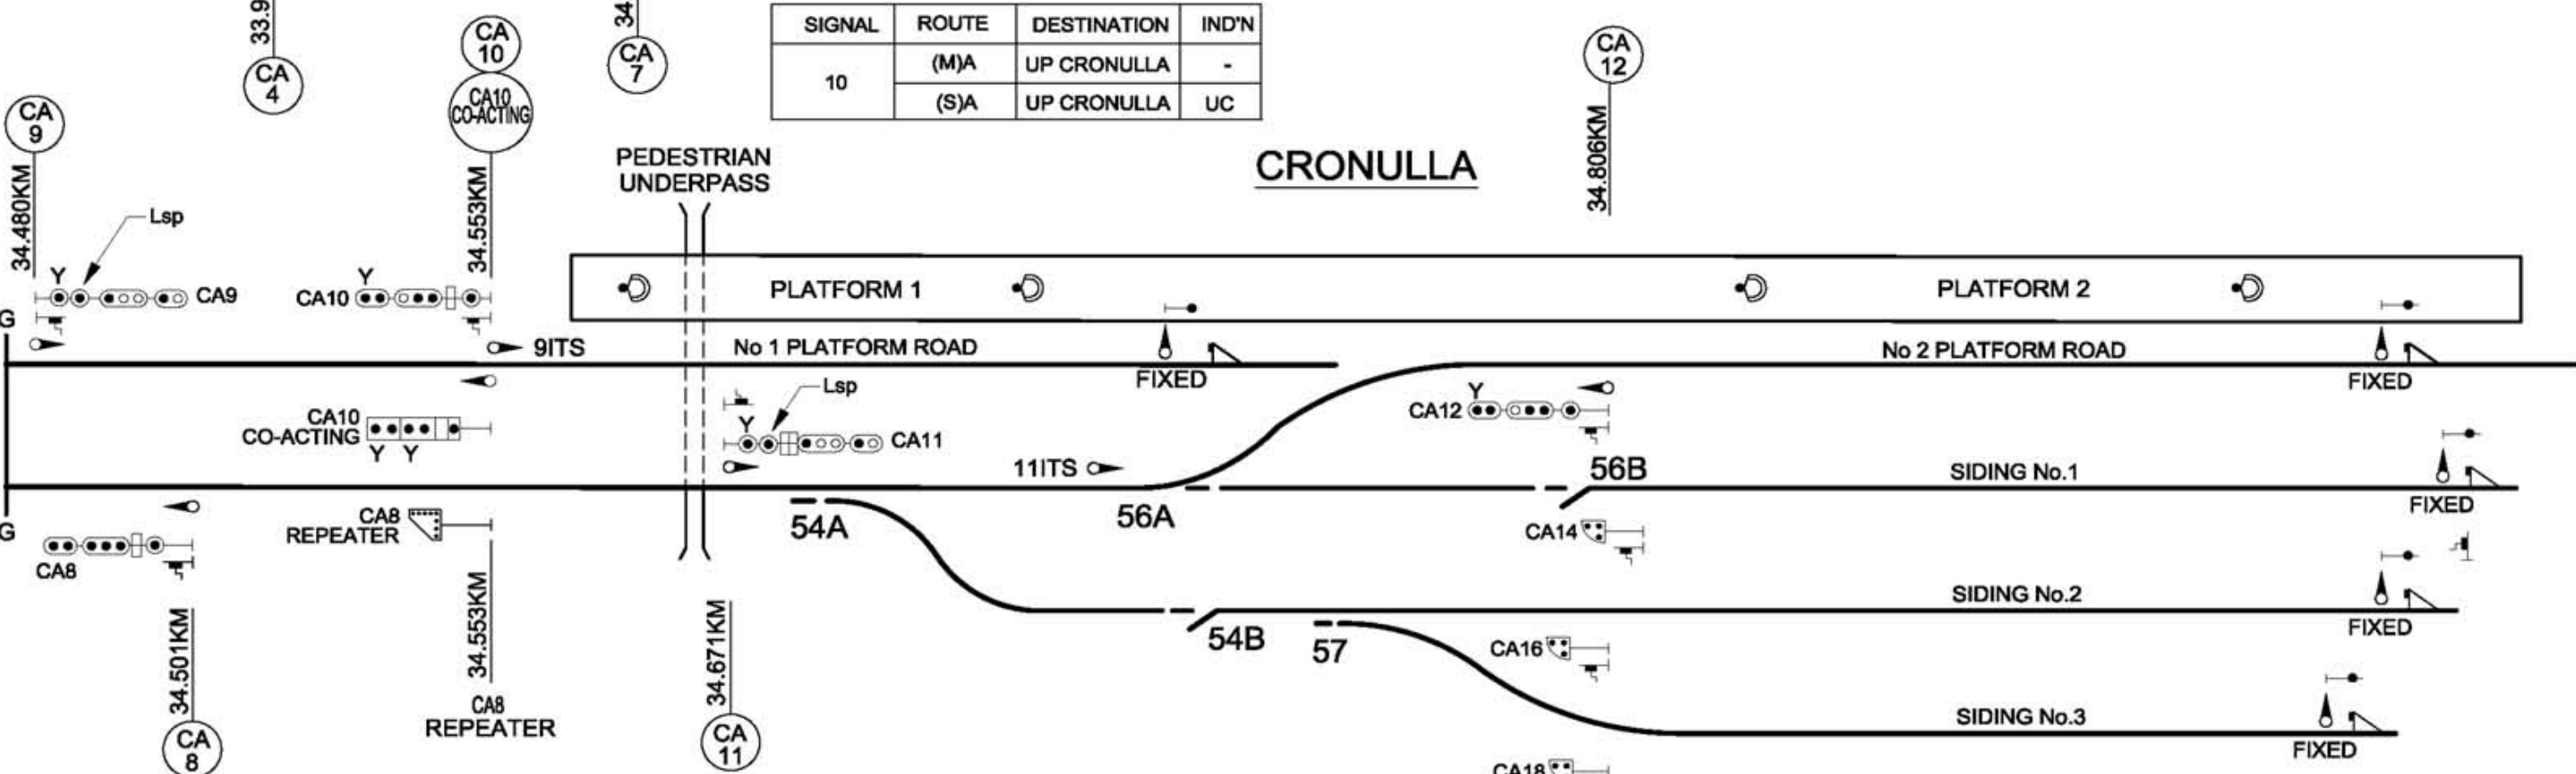 33.9
CA
4
CA
10
CA10
CO-ACTING
34.553KM
34.
CA
7
SIGNAL ROUTE DESTINATION IND'N
10
(M)A UP CRONULLA -
(S)A UP CRONULLA UC
CA
12
34.806KM
CA
9
34.480KM
PEDESTRIAN
UNDERPASS
CRONULLA
Lsp
Y
CA9
Y
CA10
PLATFORM 1
PLATFORM 2
G
9ITS
No 1 PLATFORM ROAD
FIXED
No 2 PLATFORM ROAD
FIXED
CA10
CO-ACTING
Y Y
Lsp
Y
CA11
Y
CA12
11ITS
56B
SIDING No.1
FIXED
G
CA8
CA8
REPEATER
54A
56A
CA14
34.501KM
CA
8
34.553KM
CA8
REPEATER
34.671KM
CA
11
54B
57
SIDING No.2
FIXED
CA16
SIDING No.3
FIXED
CA18